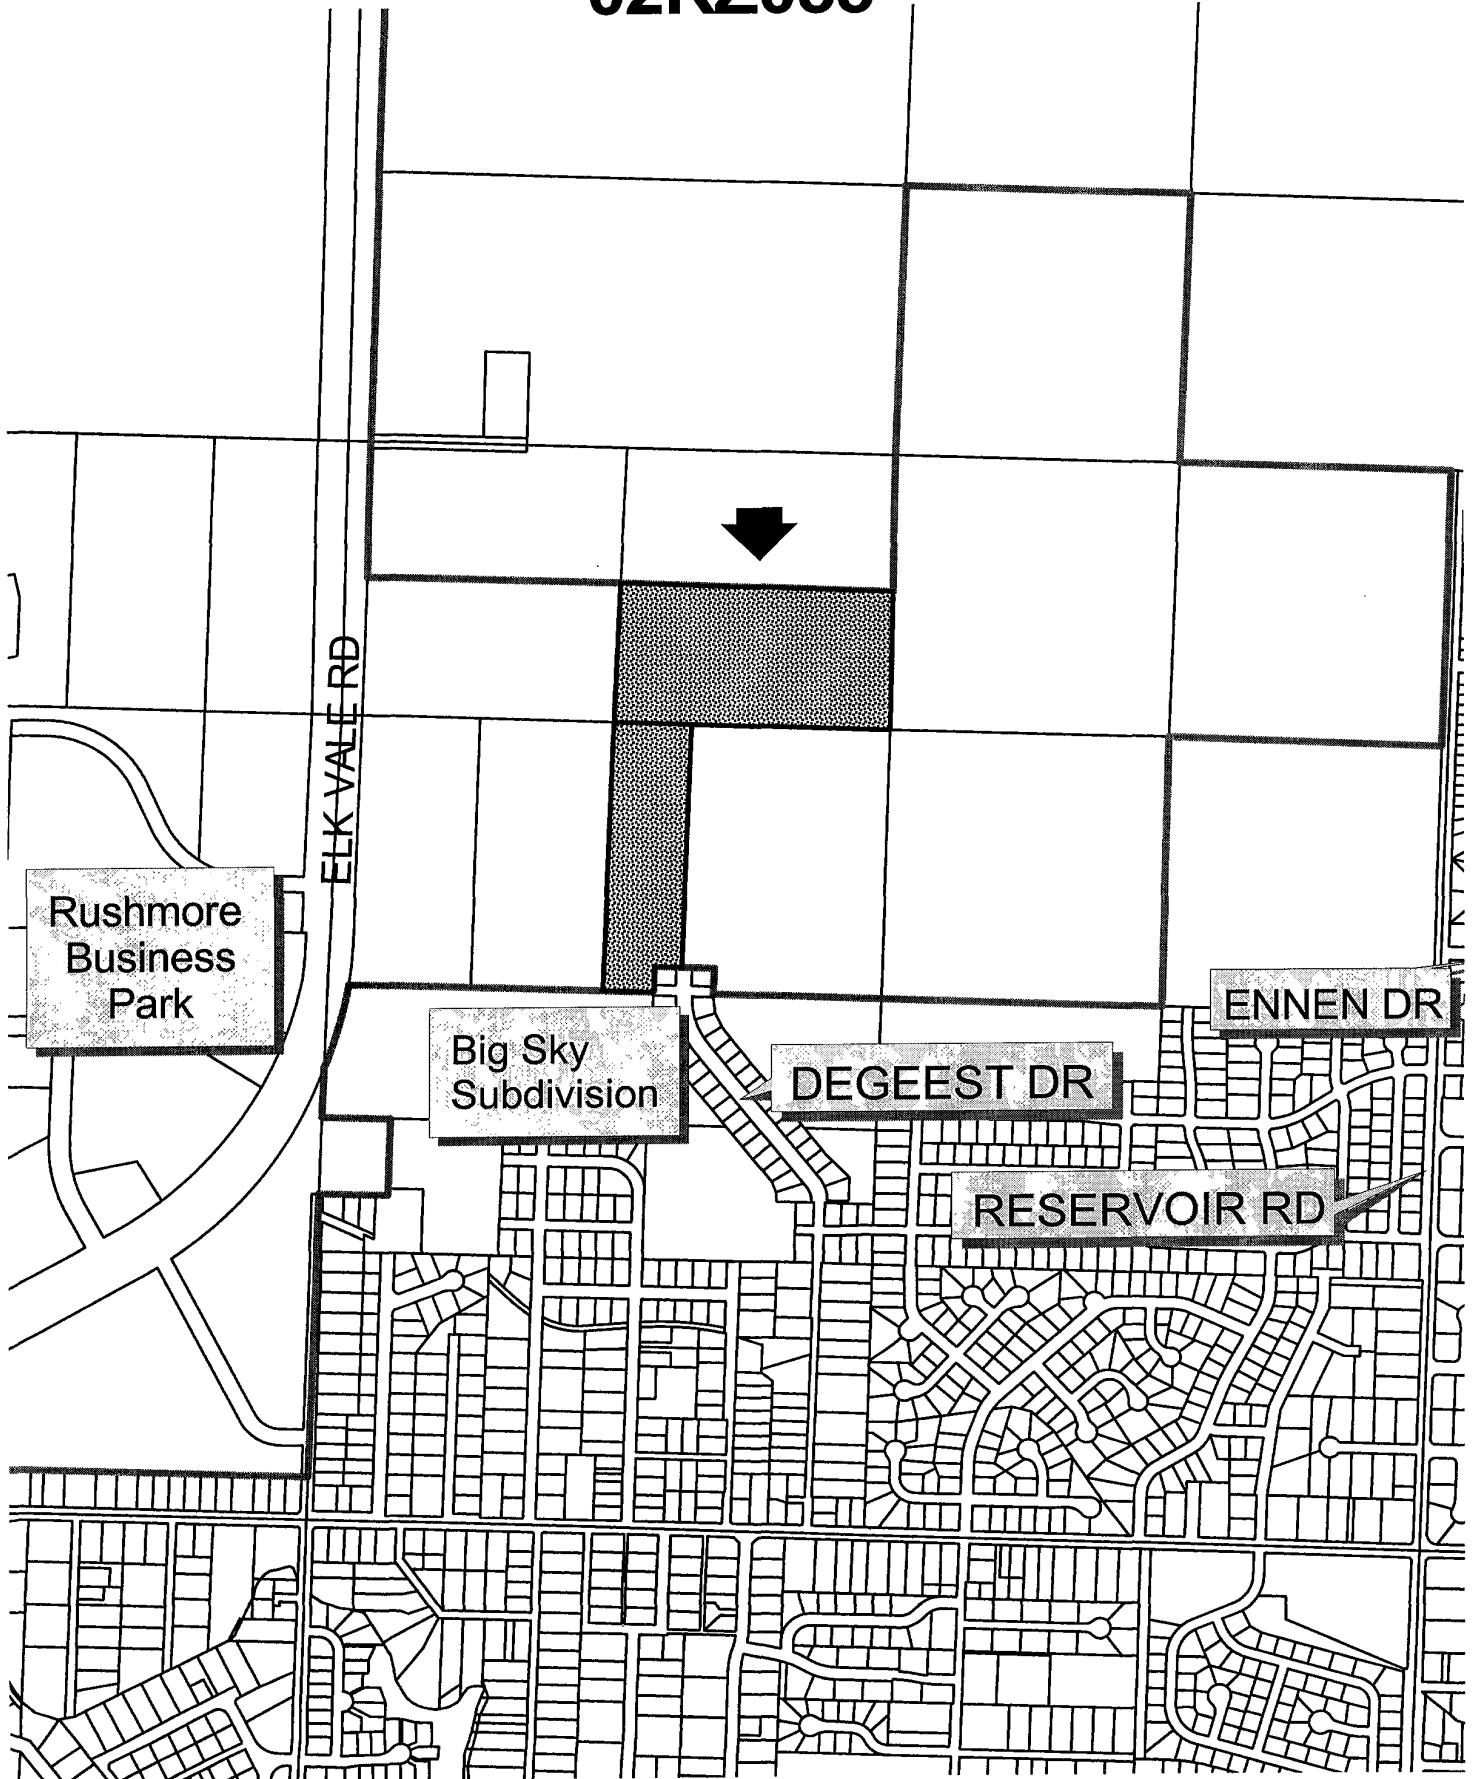 ELK VALE RD
Rushmore
Business
Park
Big Sky
Subdivision
DEGEEST DR
ENNEN DR
RESERVOIR RD